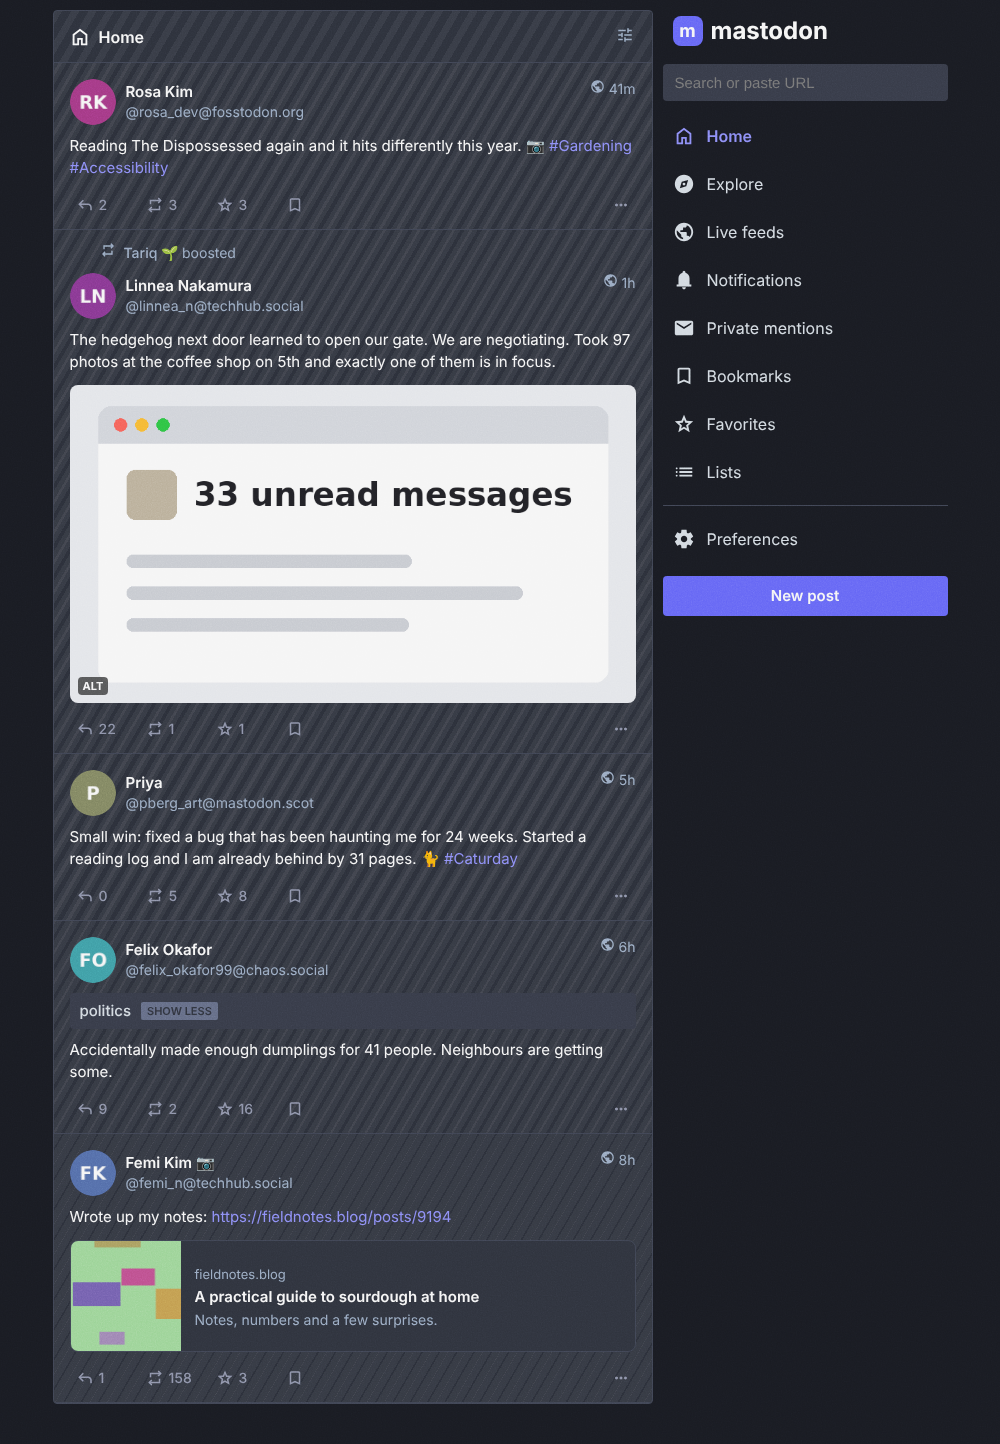 Home
RK
Rosa Kim
@rosa_dev@fosstodon.org
41m
Reading The Dispossessed again and it hits differently this year. 📷 #Gardening
#Accessibility
2
3
3
Tariq 🌱 boosted
LN
Linnea Nakamura
@linnea_n@techhub.social
1h
The hedgehog next door learned to open our gate. We are negotiating. Took 97
photos at the coffee shop on 5th and exactly one of them is in focus.
33 unread messages
ALT
22
1
1
P
Priya
@pberg_art@mastodon.scot
5h
Small win: fixed a bug that has been haunting me for 24 weeks. Started a
reading log and I am already behind by 31 pages. 🐈 #Caturday
0
5
8
FO
Felix Okafor
@felix_okafor99@chaos.social
6h
politics
SHOW LESS
Accidentally made enough dumplings for 41 people. Neighbours are getting
some.
9
2
16
FK
Femi Kim 📷
@femi_n@techhub.social
8h
Wrote up my notes: https://fieldnotes.blog/posts/9194
fieldnotes.blog
A practical guide to sourdough at home
Notes, numbers and a few surprises.
1
158
3
m mastodon
Search or paste URL
Home
Explore
Live feeds
Notifications
Private mentions
Bookmarks
Favorites
Lists
Preferences
New post